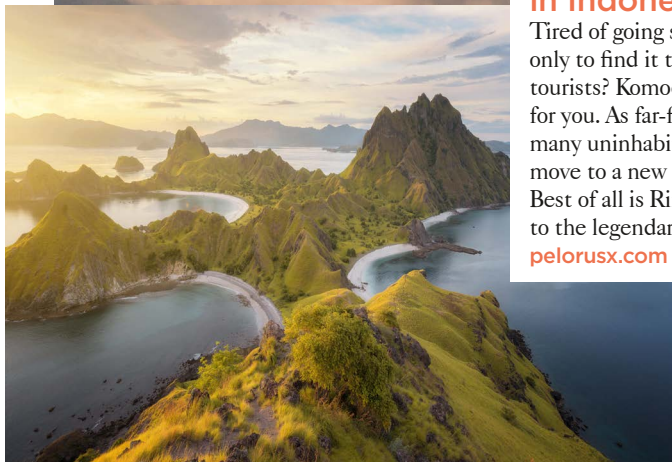 in Indone
Tired of going s
only to find it t
tourists? Komo
for you. As far-f
many uninhabi
move to a new
Best of all is Ri
to the legendar
pelorusx.com